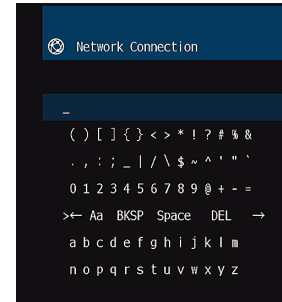 Network Connection
_
( ) [ ] { } < > * ! ? # % &
. , : ; _ | / \ $ ~ ^ ' " `
0 1 2 3 4 5 6 7 8 9 @ + - =
>← Aa BKSP Space DEL →
a b c d e f g h i j k l m
n o p q r s t u v w x y z